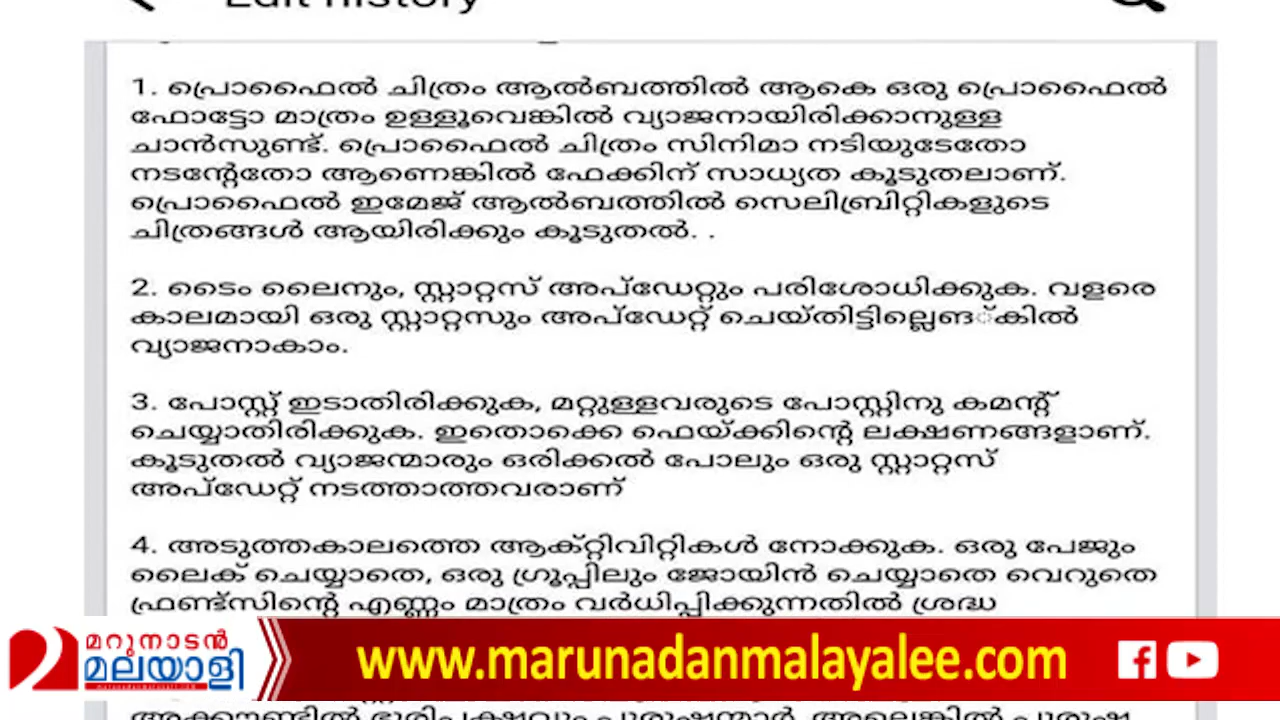 Edit history
1. പ്രൊഫൈൽ ചിത്രം ആൽബത്തിൽ ആകെ ഒരു പ്രൊഫൈൽ
ഫോട്ടോ മാത്രം ഉള്ളൂവെങ്കിൽ വ്യാജനായിരിക്കാനുള്ള
ചാൻസുണ്ട്. പ്രൊഫൈൽ ചിത്രം സിനിമാ നടിയുടേതോ
നടന്റേതോ ആണെങ്കിൽ ഫേക്കിന് സാധ്യത കൂടുതലാണ്.
പ്രൊഫൈൽ ഇമേജ് ആൽബത്തിൽ സെലിബ്രിറ്റികളുടെ
ചിത്രങ്ങൾ ആയിരിക്കും കൂടുതൽ. .
2. ടൈം ലൈനും, സ്റ്റാറ്റസ് അപ്ഡേറ്റും പരിശോധിക്കുക. വളരെ
കാലമായി ഒരു സ്റ്റാറ്റസും അപ്ഡേറ്റ് ചെയ്തിട്ടില്ലെങ്കിൽ
വ്യാജനാകാം.
3. പോസ്റ്റ് ഇടാതിരിക്കുക, മറ്റുള്ളവരുടെ പോസ്റ്റിനു കമന്റ്
ചെയ്യാതിരിക്കുക. ഇതൊക്കെ ഫെയ്ക്കിന്റെ ലക്ഷണങ്ങളാണ്.
കൂടുതൽ വ്യാജന്മാരും ഒരിക്കൽ പോലും ഒരു സ്റ്റാറ്റസ്
അപ്ഡേറ്റ് നടത്താത്തവരാണ്
4. അടുത്തകാലത്തെ ആക്റ്റിവിറ്റികൾ നോക്കുക. ഒരു പേജും
ലൈക് ചെയ്യാതെ, ഒരു ഗ്രൂപ്പിലും ജോയിൻ ചെയ്യാതെ വെറുതെ
ഫ്രണ്ട്സിന്റെ എണ്ണം മാത്രം വർധിപ്പിക്കുന്നതിൽ ശ്രദ്ധ
മറുനാടൻ
മലയാളി
www.marunadanmalayalee.com